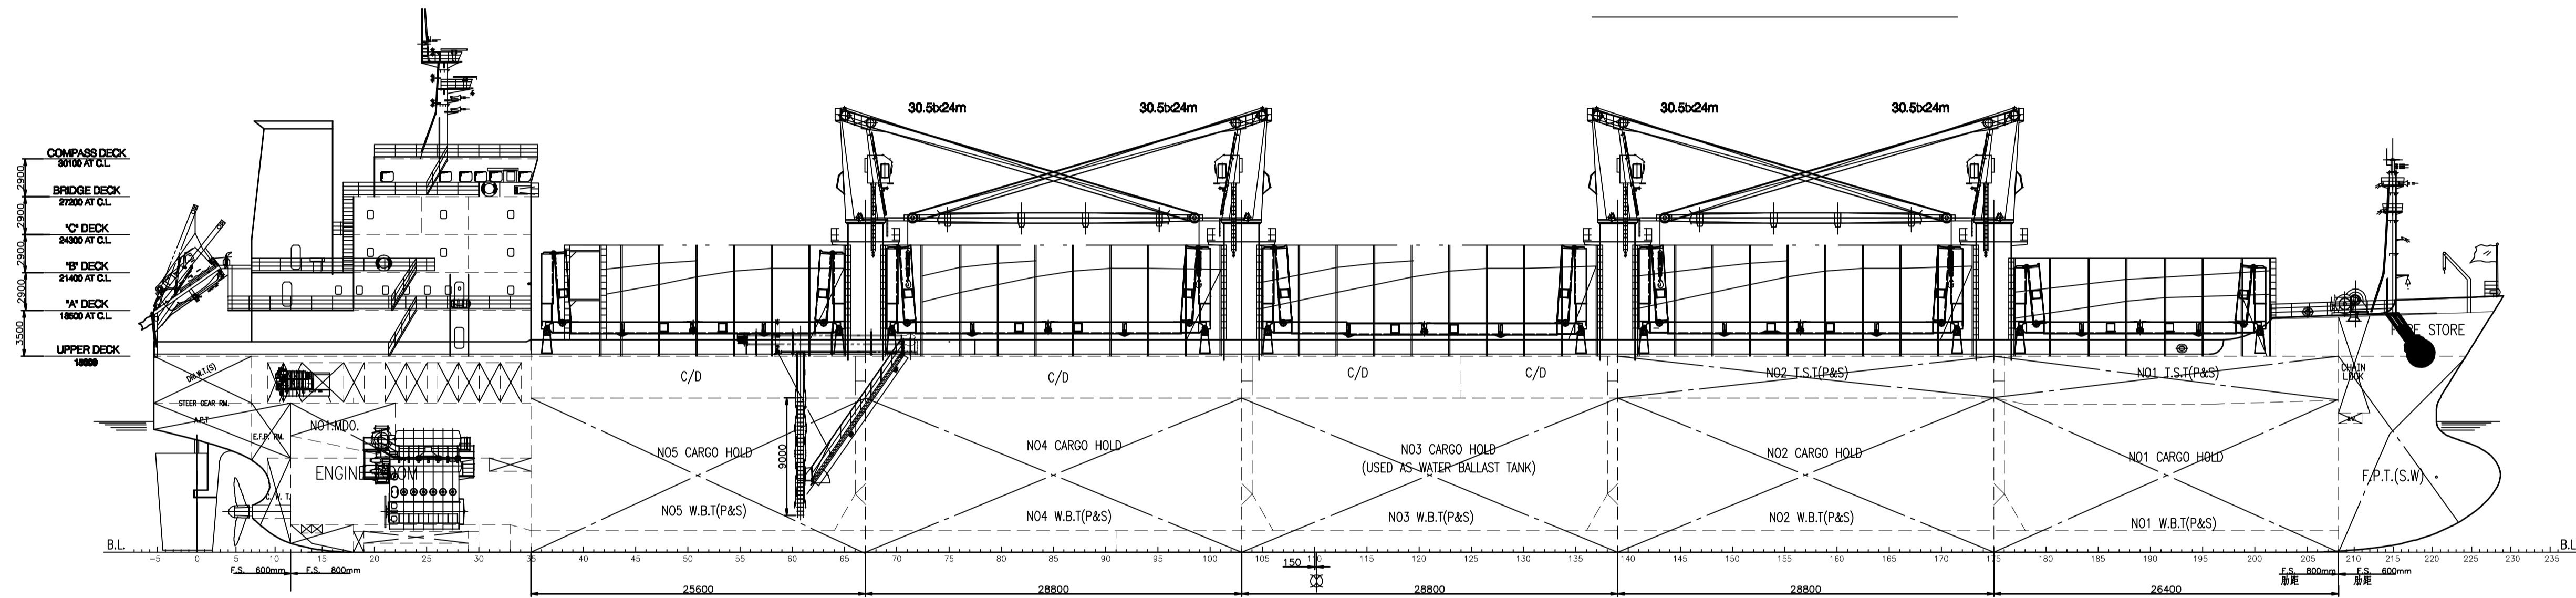 30.5tx24m
30.5tx24m
30.5tx24m
30.5tx24m
COMPASS DECK
30100 AT C.L.
2900
BRIDGE DECK
27200 AT C.L.
2900
"C" DECK
24300 AT C.L.
2900
"B" DECK
21400 AT C.L.
2900
"A" DECK
18500 AT C.L.
3500
UPPER DECK
15000
STORE
DRI.W.T.(S)
C/D
C/D
C/D
C/D
NO2 T.S.T(P&S)
NO1 T.S.T(P&S)
CHAIN
LOCK
STEER GEAR RM.
A.P.T
E.F.P. RM.
NO1.MDO.
ENGINE ROOM
C. W. T.
9000
NO5 CARGO HOLD
NO4 CARGO HOLD
NO3 CARGO HOLD
(USED AS WATER BALLAST TANK)
NO2 CARGO HOLD
NO1 CARGO HOLD
F.P.T.(S.W)
NO5 W.B.T(P&S)
NO4 W.B.T(P&S)
NO3 W.B.T(P&S)
NO2 W.B.T(P&S)
NO1 W.B.T(P&S)
B.L.
B.L
-5 0 5 10 15 20 25 30 35 40 45 50 55 60 65 70 75 80 85 90 95 100 105 110 115 120 125 130 135 140 145 150 155 160 165 170 175 180 185 190 195 200 205 210 215 220 225 230 235
F.S. 600mm F.S. 800mm
150
F.S. 800mm F.S. 600mm
肋距 肋距
25600 28800 28800 28800 26400